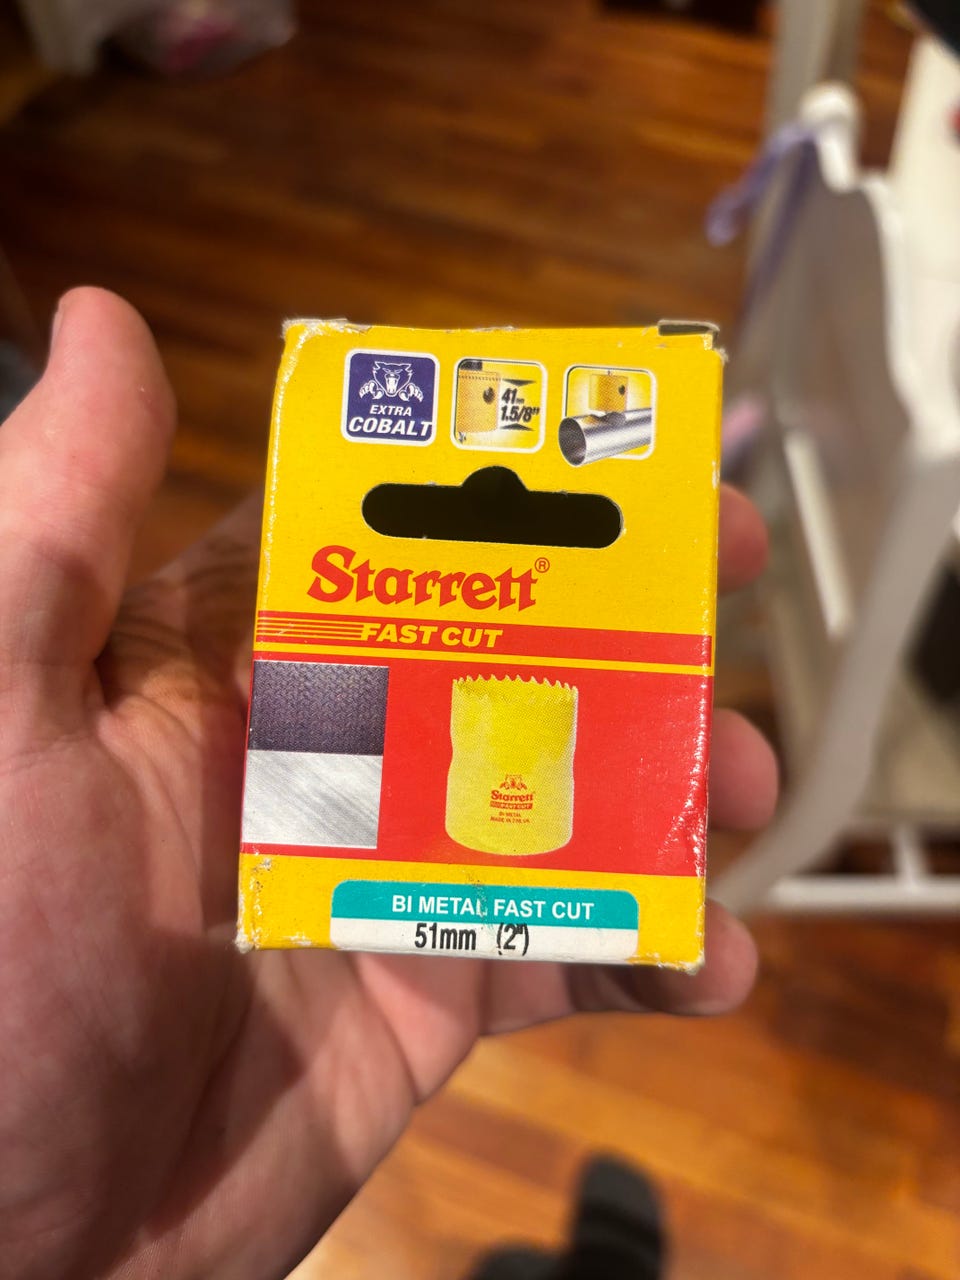 EXTRA
COBALT
41mm
1.5/8"
Starrett®
FAST CUT
Starrett
FAST CUT
BI METAL
BI METAL FAST CUT
51mm (2")